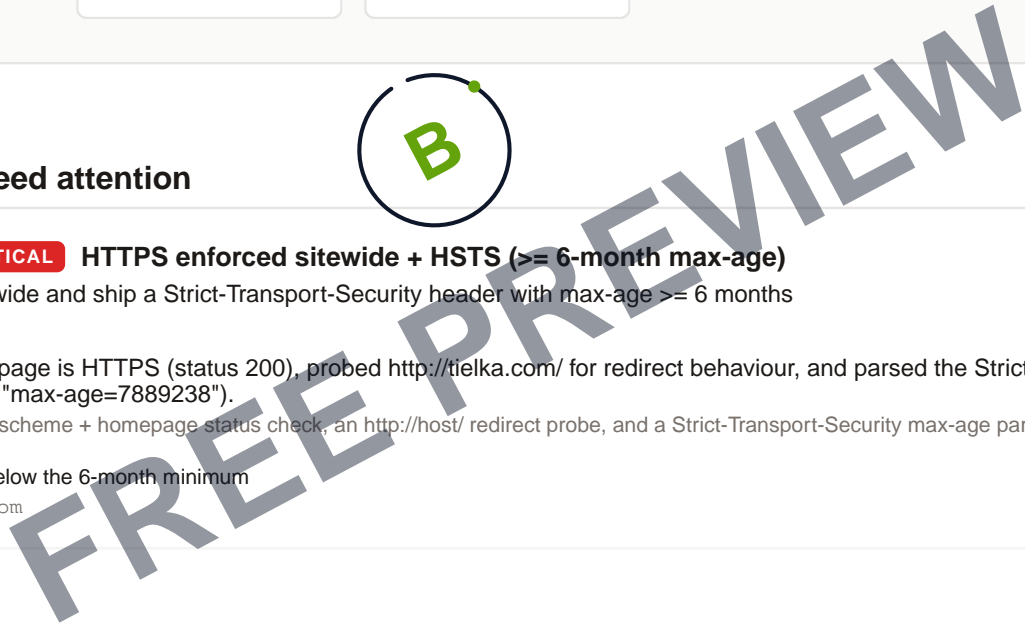 B
eed attention
TICAL HTTPS enforced sitewide + HSTS (>= 6-month max-age)
wide and ship a Strict-Transport-Security header with max-age >= 6 months
page is HTTPS (status 200), probed http://tielka.com/ for redirect behaviour, and parsed the Strict
"max-age=7889238").
scheme + homepage status check, an http://host/ redirect probe, and a Strict-Transport-Security max-age par
elow the 6-month minimum
om
FREE PREVIEW